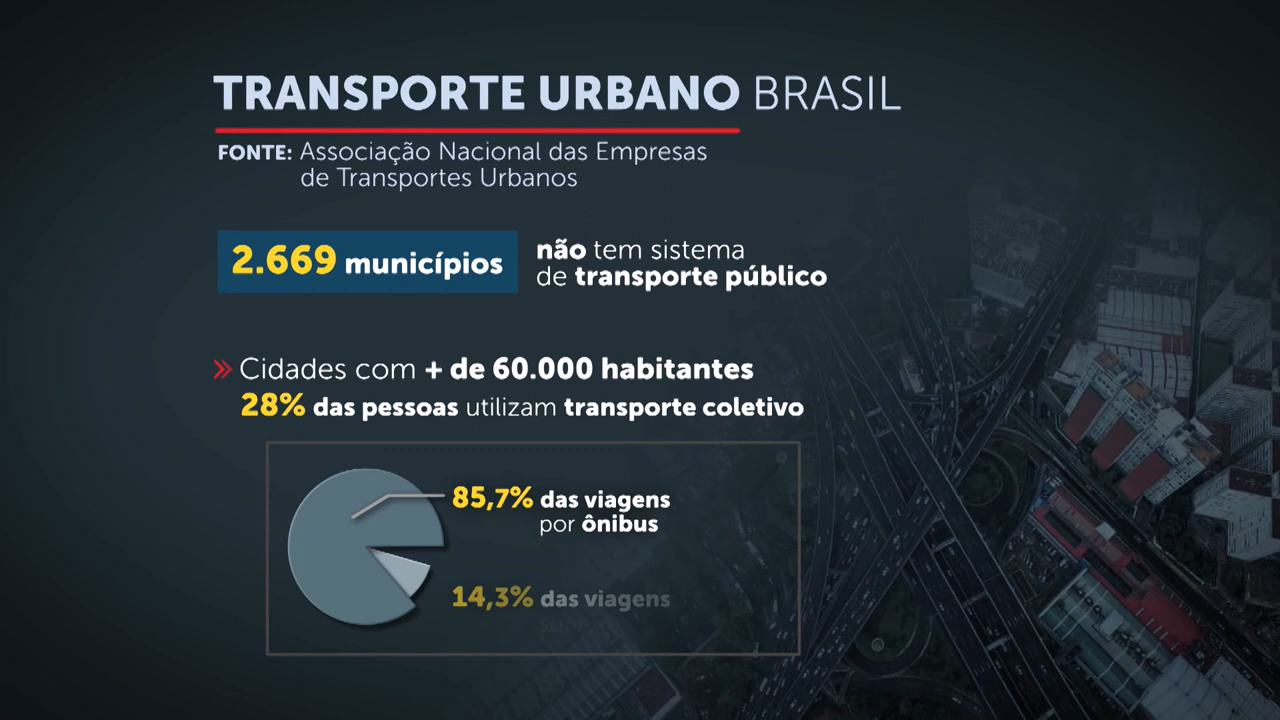 TRANSPORTE URBANO BRASIL
FONTE: Associação Nacional das Empresas
de Transportes Urbanos
2.669 municípios
não tem sistema
de transporte público
» Cidades com + de 60.000 habitantes
28% das pessoas utilizam transporte coletivo
85,7% das viagens
por ônibus
14,3% das viagens